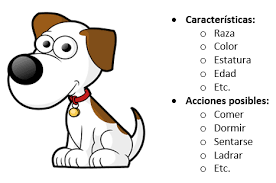 • Características:
o Raza
o Color
o Estatura
o Edad
o Etc.
• Acciones posibles:
o Comer
o Dormir
o Sentarse
o Ladrar
o Etc.